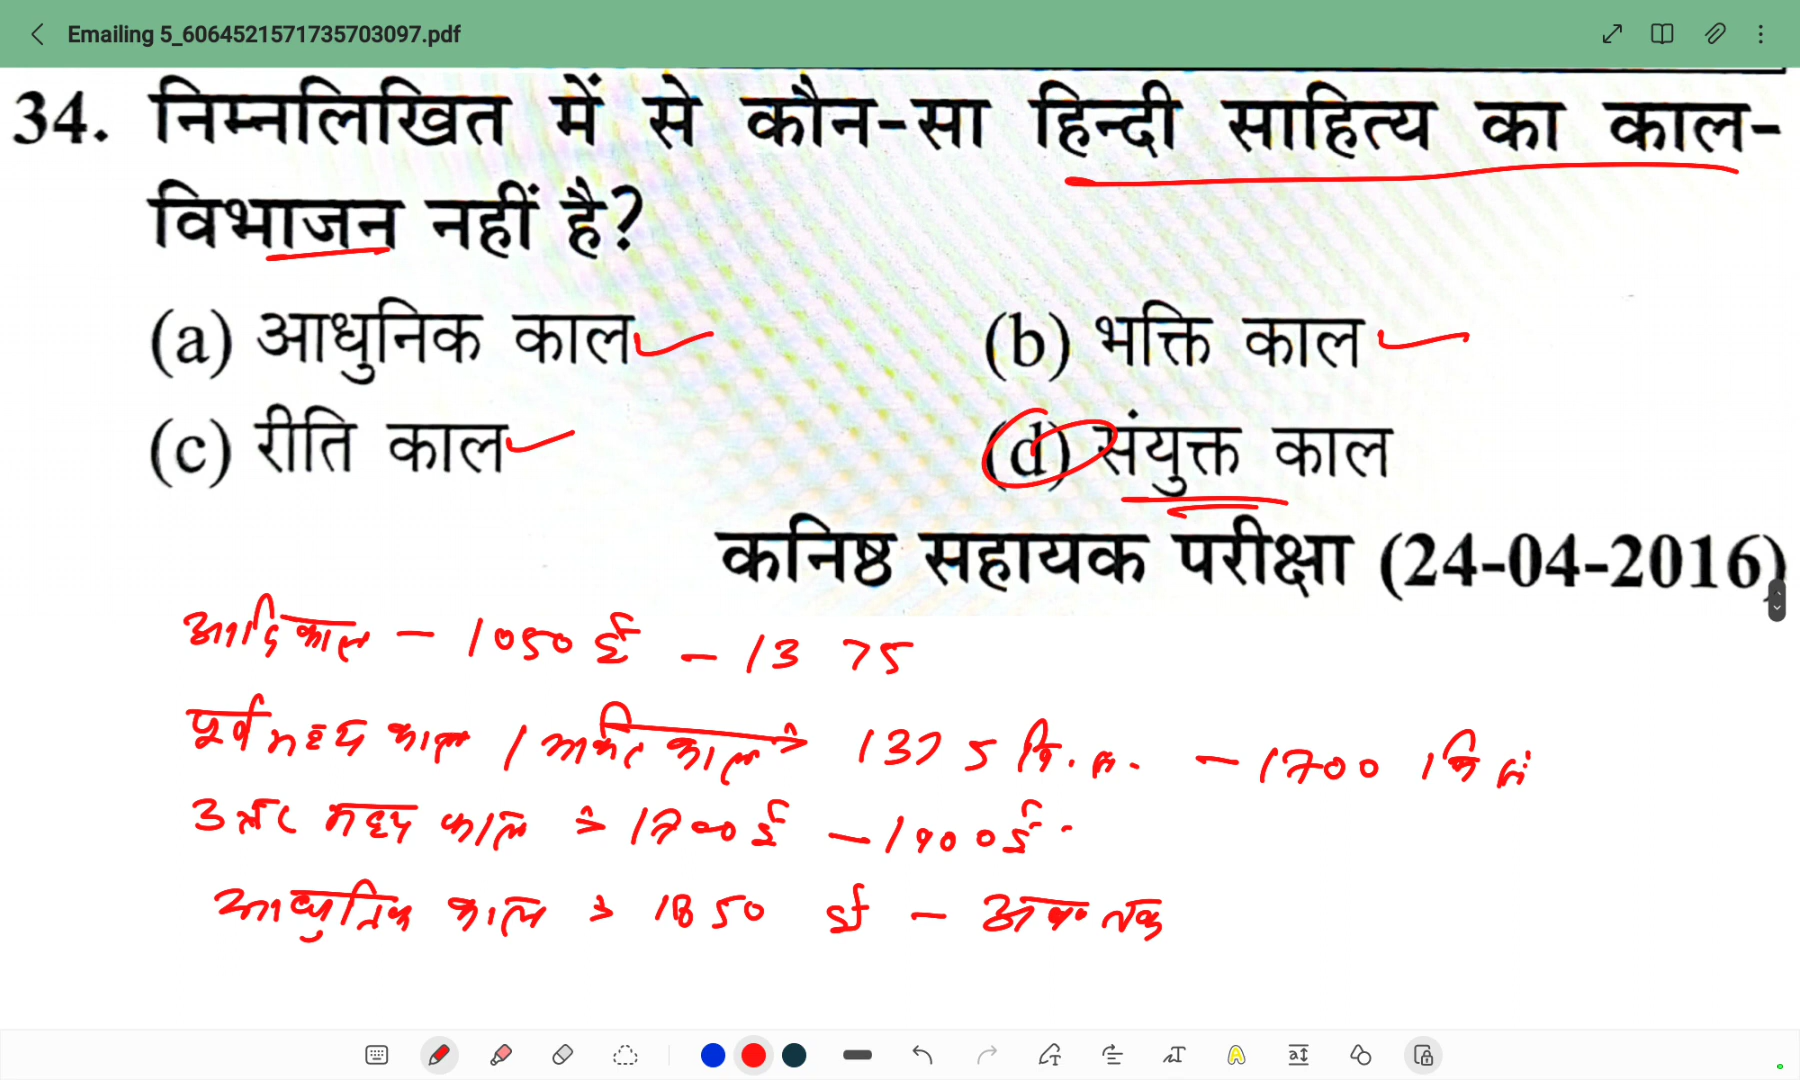 Emailing 5_6064521571735703097.pdf
34. निम्नलिखित में से कौन-सा हिन्दी साहित्य का काल-
विभाजन नहीं है?
(a) आधुनिक काल (b) भक्ति काल
(c) रीति काल (d) संयुक्त काल
कनिष्ठ सहायक परीक्षा (24-04-2016)
आदिकाल - 1050 ई - 1375
पूर्व मध्य काल / भक्ति काल → 1375 वि. स. - 1700 वि सं
उत्तर मध्य काल → 1700 ई - 1900 ई.
आधुनिक काल → 1850 ई - अब तक